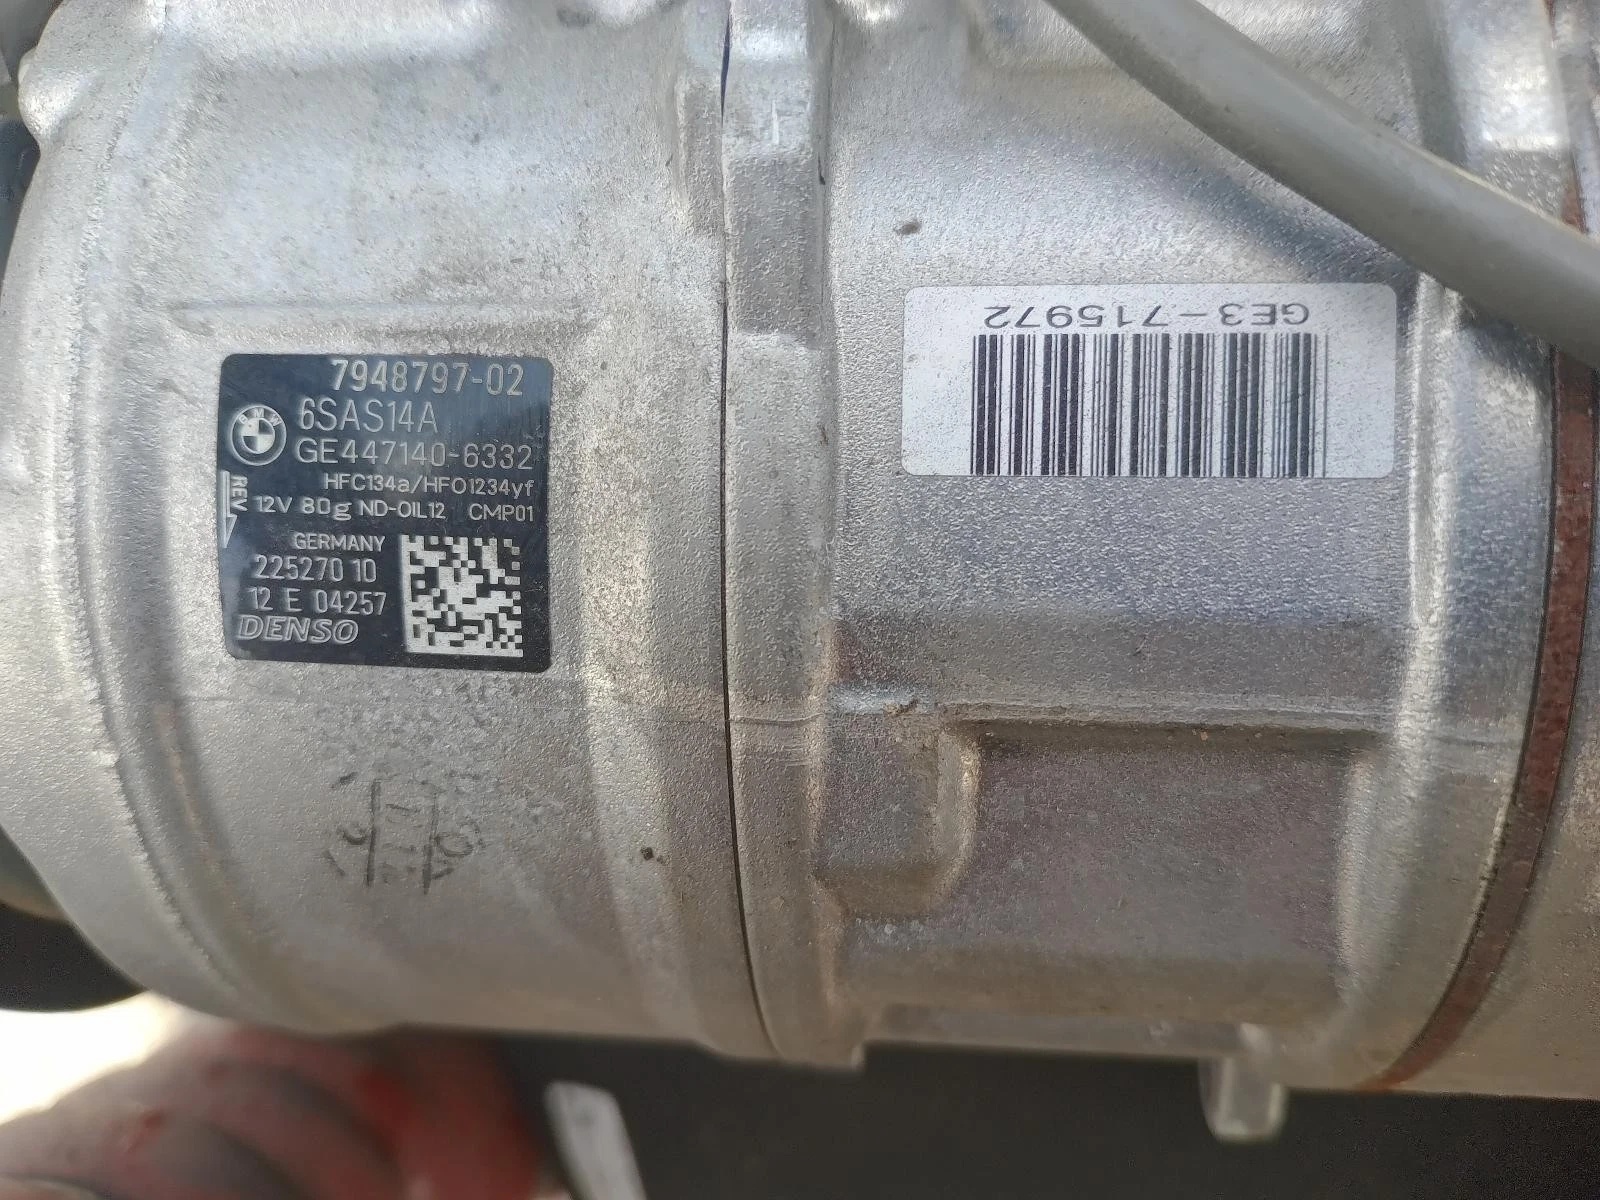 7948797-02
BMW
6SAS14A
GE447140-6332
HFC134a/HFO1234yf
REV
12V 80g ND-OIL12 CMP01
GERMANY
225270 10
12 E 04257
DENSO
GE3-715972